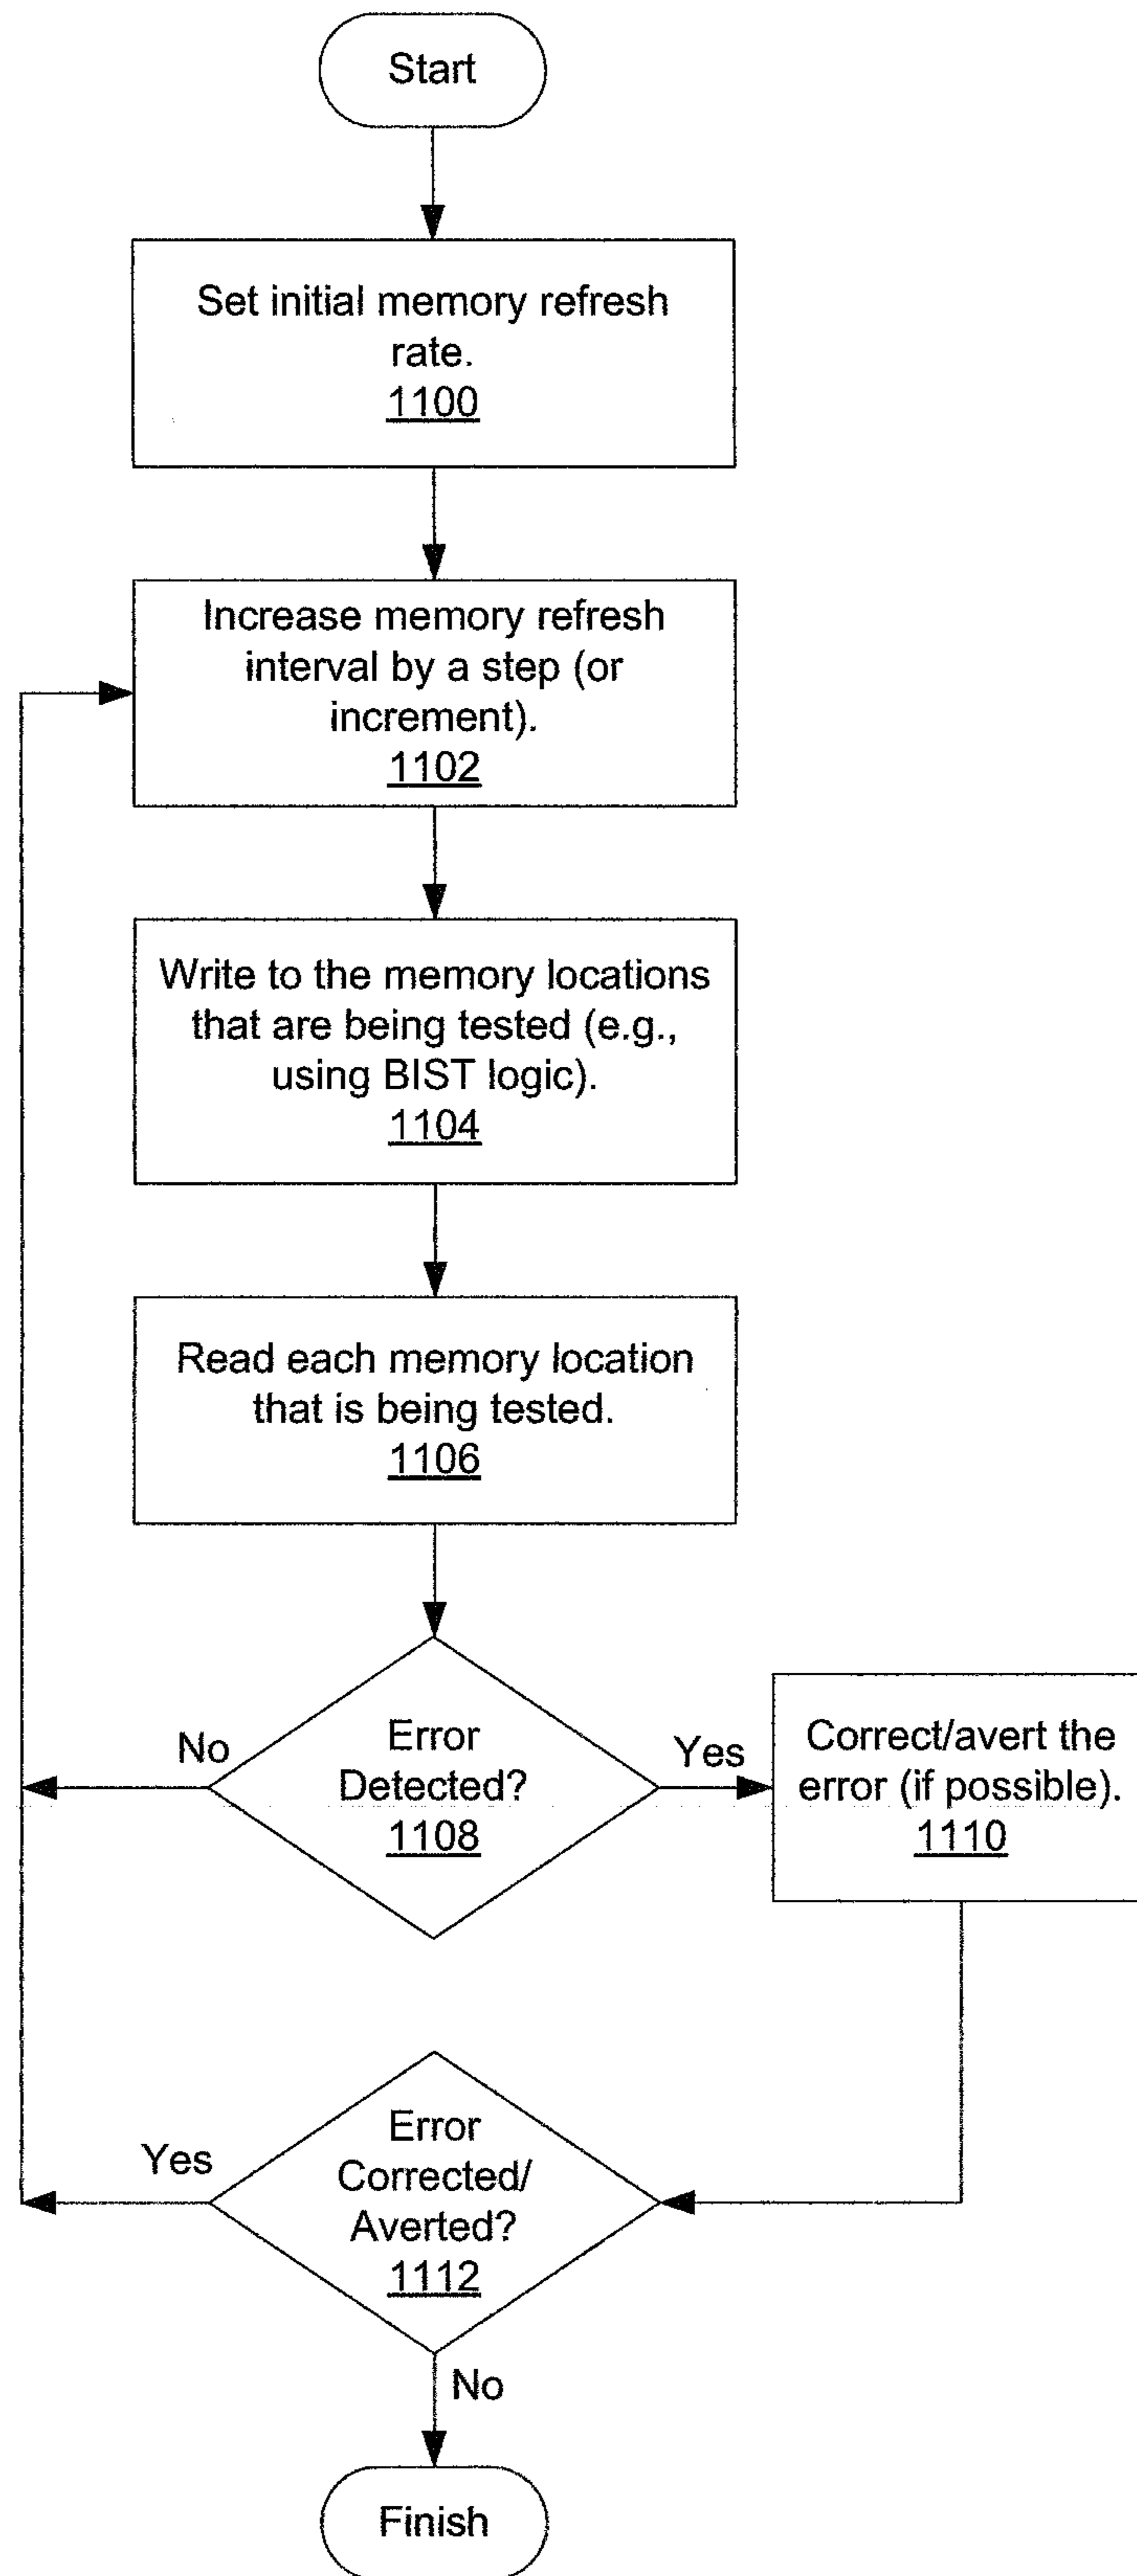 Start
Set initial memory refresh
rate.
1100
Increase memory refresh
interval by a step (or
increment).
1102
Write to the memory locations
that are being tested (e.g.,
using BIST logic).
1104
Read each memory location
that is being tested.
1106
No
Error
Detected?
1108
Yes
Correct/avert the
error (if possible).
1110
Yes
Error
Corrected/
Averted?
1112
No
Finish